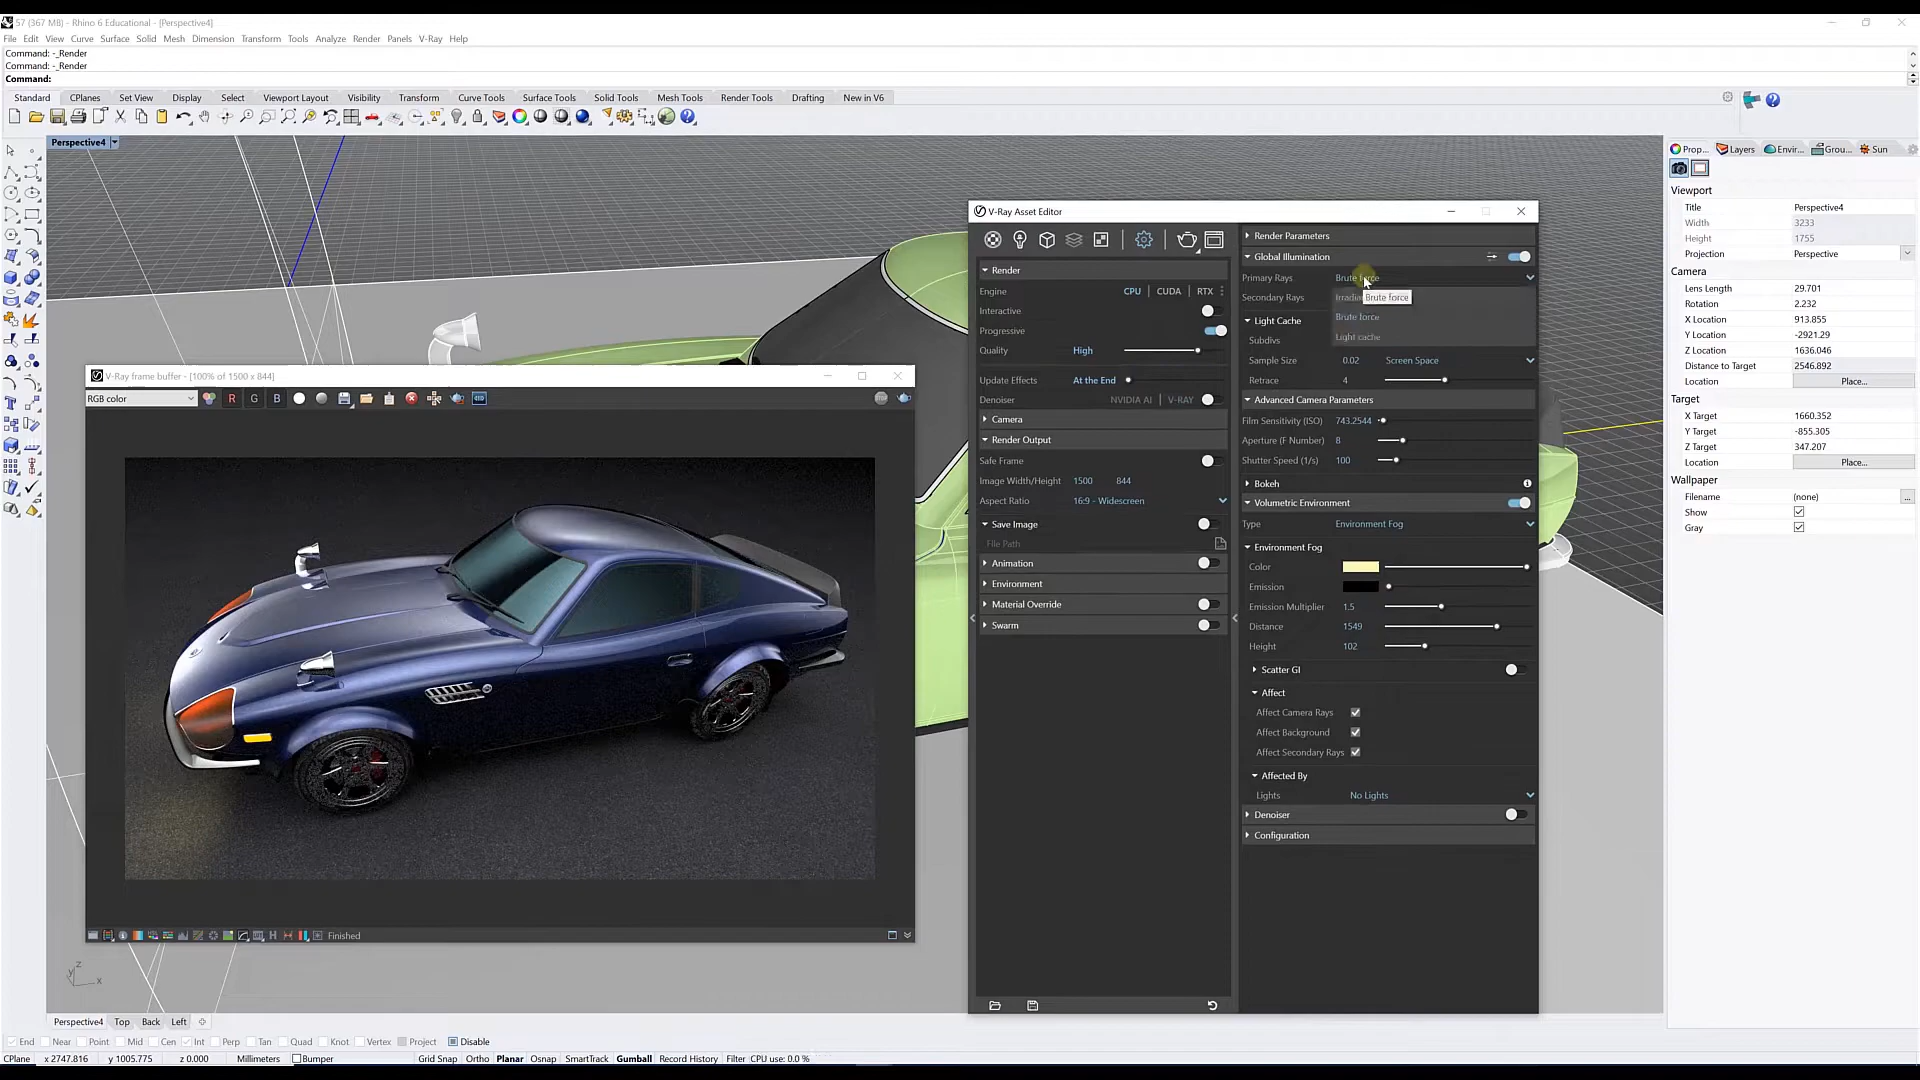 57 (367 MB) - Rhino 6 Educational - [Perspective4]
File Edit View Curve Surface Solid Mesh Dimension Transform Tools Analyze Render Panels V-Ray Help
Command: -_Render
Command: -_Render
Command:
Standard CPlanes Set View Display Select Viewport Layout Visibility Transform Curve Tools Surface Tools Solid Tools Mesh Tools Render Tools Drafting New in V6
Perspective4
V-Ray frame buffer - [100% of 1500 x 844]
RGB color R G B
H Finished
V-Ray Asset Editor
Render
Engine CPU | CUDA | RTX
Interactive
Progressive
Quality High
Update Effects At the End
Denoiser NVIDIA AI | V-RAY
Camera
Render Output
Safe Frame
Image Width/Height 1500 844
Aspect Ratio 16:9 - Widescreen
Save Image
File Path
Animation
Environment
Material Override
Swarm
Render Parameters
Global Illumination
Primary Rays Brute force
Secondary Rays Brute force
Brute force
Light Cache
Light cache
Subdivs
Sample Size 0.02 Screen Space
Retrace 4
Advanced Camera Parameters
Film Sensitivity (ISO) 743.2544
Aperture (F Number) 8
Shutter Speed (1/s) 100
Bokeh
Volumetric Environment
Type Environment Fog
Environment Fog
Color
Emission
Emission Multiplier 1.5
Distance 1549
Height 102
Scatter GI
Affect
Affect Camera Rays
Affect Background
Affect Secondary Rays
Affected By
Lights No Lights
Denoiser
Configuration
Prop... Layers Envir... Grou... Sun
Viewport
Title Perspective4
Width 3233
Height 1755
Projection Perspective
Camera
Lens Length 29.701
Rotation 2.232
X Location 913.855
Y Location -2921.29
Z Location 1636.046
Distance to Target 2546.892
Location Place...
Target
X Target 1660.352
Y Target -855.305
Z Target 347.207
Location Place...
Wallpaper
Filename (none) ...
Show
Gray
z
y
x
Perspective4 Top Back Left
End Near Point Mid Cen Int Perp Tan Quad Knot Vertex Project Disable
CPlane x 2747.816 y 1005.775 z 0.000 Millimeters Bumper Grid Snap Ortho Planar Osnap SmartTrack Gumball Record History Filter CPU use: 0.0 %